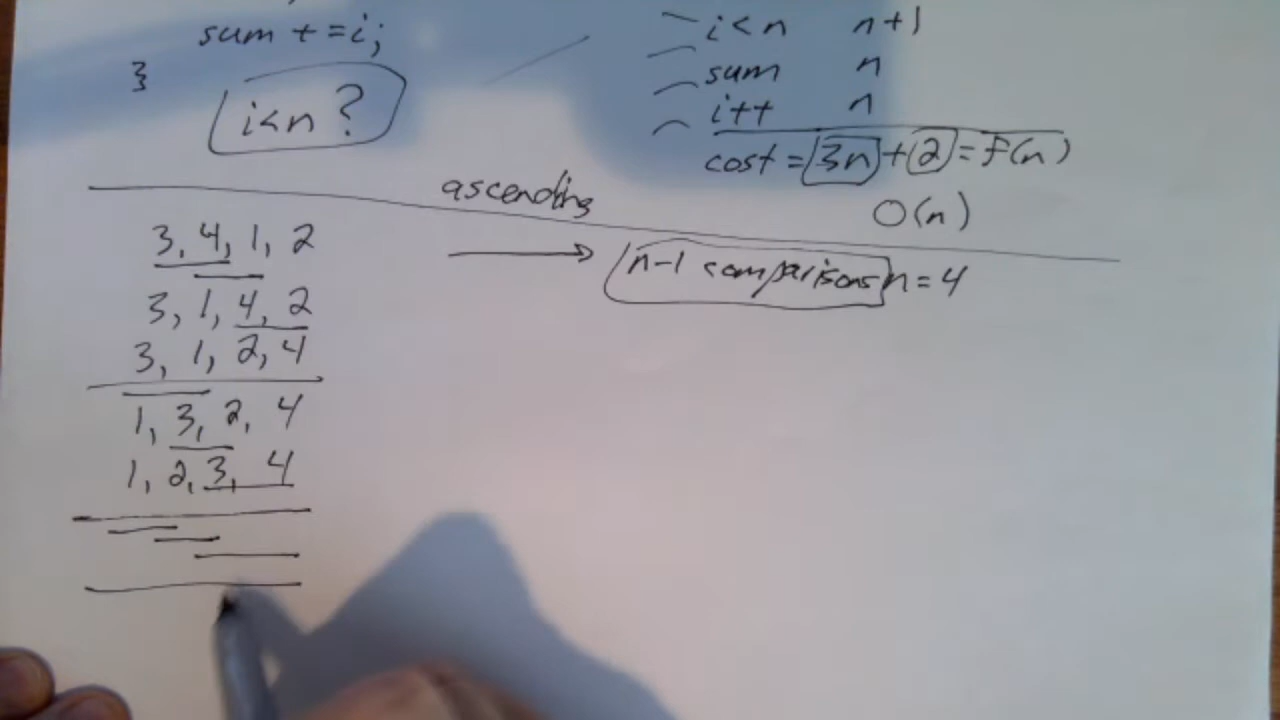 sum += i;
}
i<n ?
i<n n+1
sum n
i++ n
cost = 3n + 2 = F(n)
O(n)
ascending
3, 4, 1, 2
n-1 comparisons n = 4
3, 1, 4, 2
3, 1, 2, 4
1, 3, 2, 4
1, 2, 3, 4